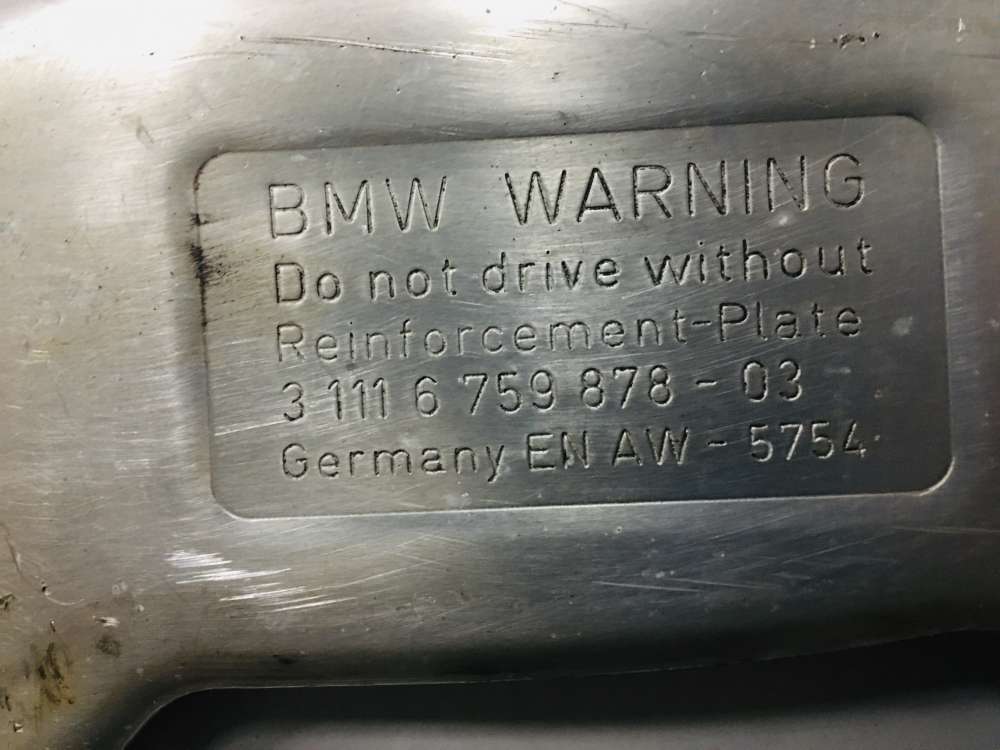 BMW WARNING
Do not drive without
Reinforcement-Plate
3 111 6 759 878 - 03
Germany EN AW - 5754